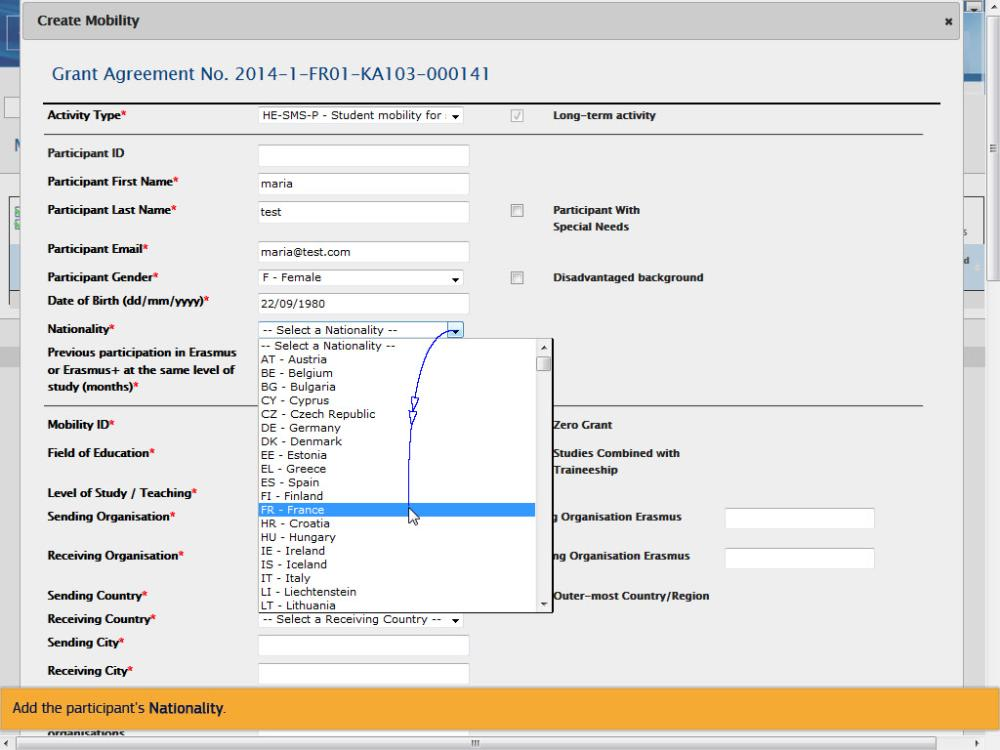 Create Mobility
Grant Agreement No. 2014-1-FR01-KA103-000141
Activity Type* HE-SMS-P - Student mobility for Long-term activity
Participant ID
Participant First Name* maria
Participant Last Name* test Participant With
Special Needs
Participant Email* maria@test.com
Participant Gender* F - Female Disadvantaged background
Date of Birth (dd/mm/yyyy)* 22/09/1980
Nationality* -- Select a Nationality --
Previous participation in Erasmus
or Erasmus+ at the same level of
study (months)*
-- Select a Nationality --
AT - Austria
BE - Belgium
BG - Bulgaria
CY - Cyprus
CZ - Czech Republic
DE - Germany
DK - Denmark
EE - Estonia
EL - Greece
ES - Spain
FI - Finland
FR - France
HR - Croatia
HU - Hungary
IE - Ireland
IS - Iceland
IT - Italy
LI - Liechtenstein
LT - Lithuania
Mobility ID* Zero Grant
Field of Education* Studies Combined with
Traineeship
Level of Study / Teaching*
Sending Organisation* g Organisation Erasmus
Receiving Organisation* ng Organisation Erasmus
Sending Country* Outer-most Country/Region
Receiving Country* -- Select a Receiving Country --
Sending City*
Receiving City*
Add the participant's Nationality.
organisations